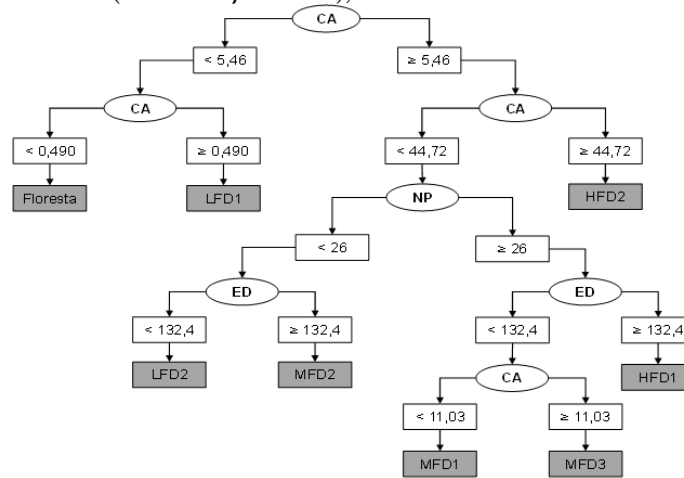 CA
< 5,46
≥ 5,46
CA
CA
< 0,490
≥ 0,490
< 44,72
≥ 44,72
Floresta
LFD1
NP
HFD2
< 26
≥ 26
ED
ED
< 132,4
≥ 132,4
< 132,4
≥ 132,4
LFD2
MFD2
CA
HFD1
< 11,03
≥ 11,03
MFD1
MFD3